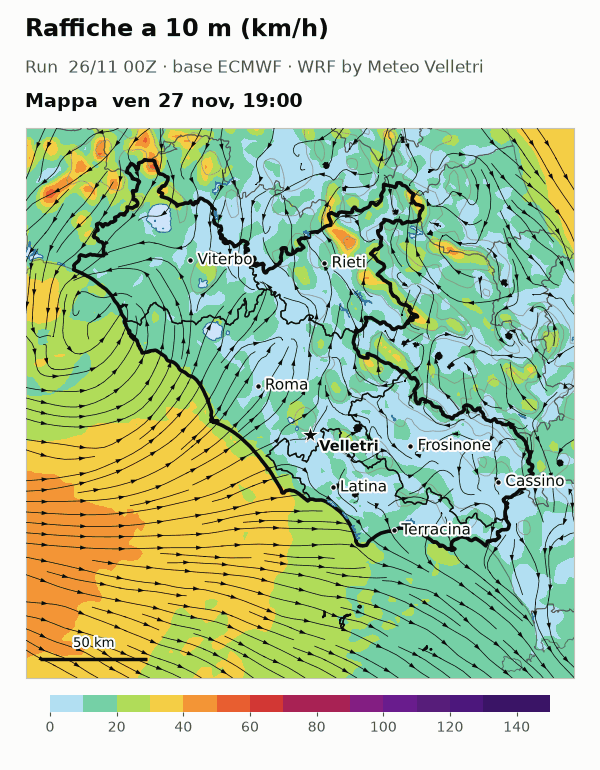 Raffiche a 10 m (km/h)
Run  26/11 00Z · base ECMWF · WRF by Meteo Velletri
Mappa  ven 27 nov, 19:00
Viterbo
Rieti
Roma
Velletri
Frosinone
Cassino
Latina
Terracina
50 km
0 20 40 60 80 100 120 140